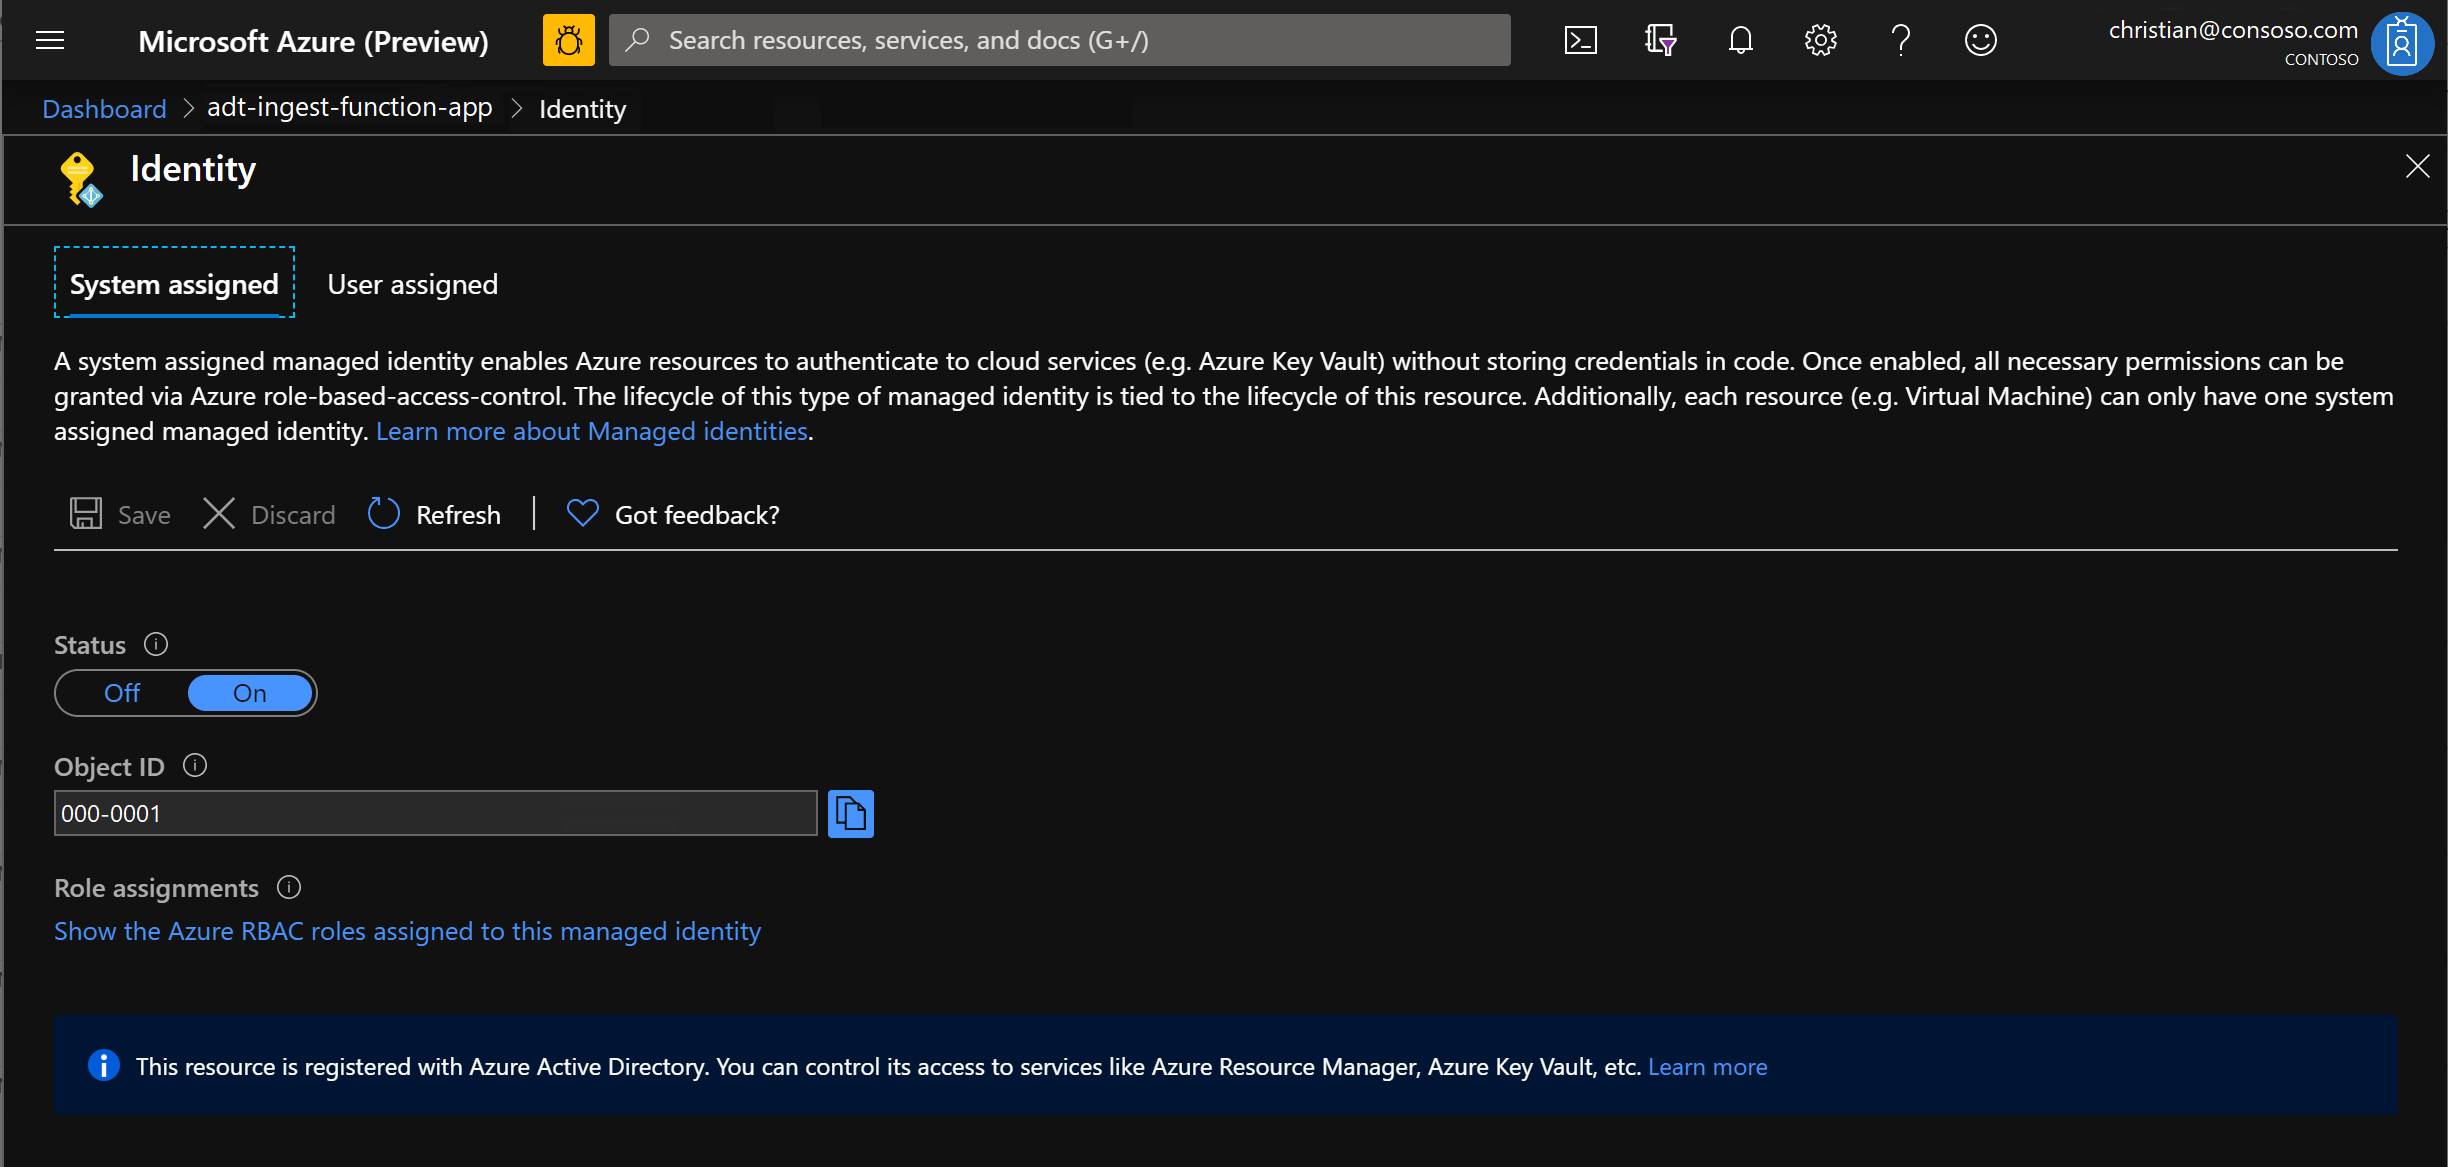 Microsoft Azure (Preview)
Search resources, services, and docs (G+/)
christian@consoso.com
CONTOSO
Dashboard > adt-ingest-function-app > Identity
Identity
System assigned
User assigned
A system assigned managed identity enables Azure resources to authenticate to cloud services (e.g. Azure Key Vault) without storing credentials in code. Once enabled, all necessary permissions can be
granted via Azure role-based-access-control. The lifecycle of this type of managed identity is tied to the lifecycle of this resource. Additionally, each resource (e.g. Virtual Machine) can only have one system
assigned managed identity. Learn more about Managed identities.
Save
Discard
Refresh
Got feedback?
Status
Off
On
Object ID
000-0001
Role assignments
Show the Azure RBAC roles assigned to this managed identity
This resource is registered with Azure Active Directory. You can control its access to services like Azure Resource Manager, Azure Key Vault, etc. Learn more